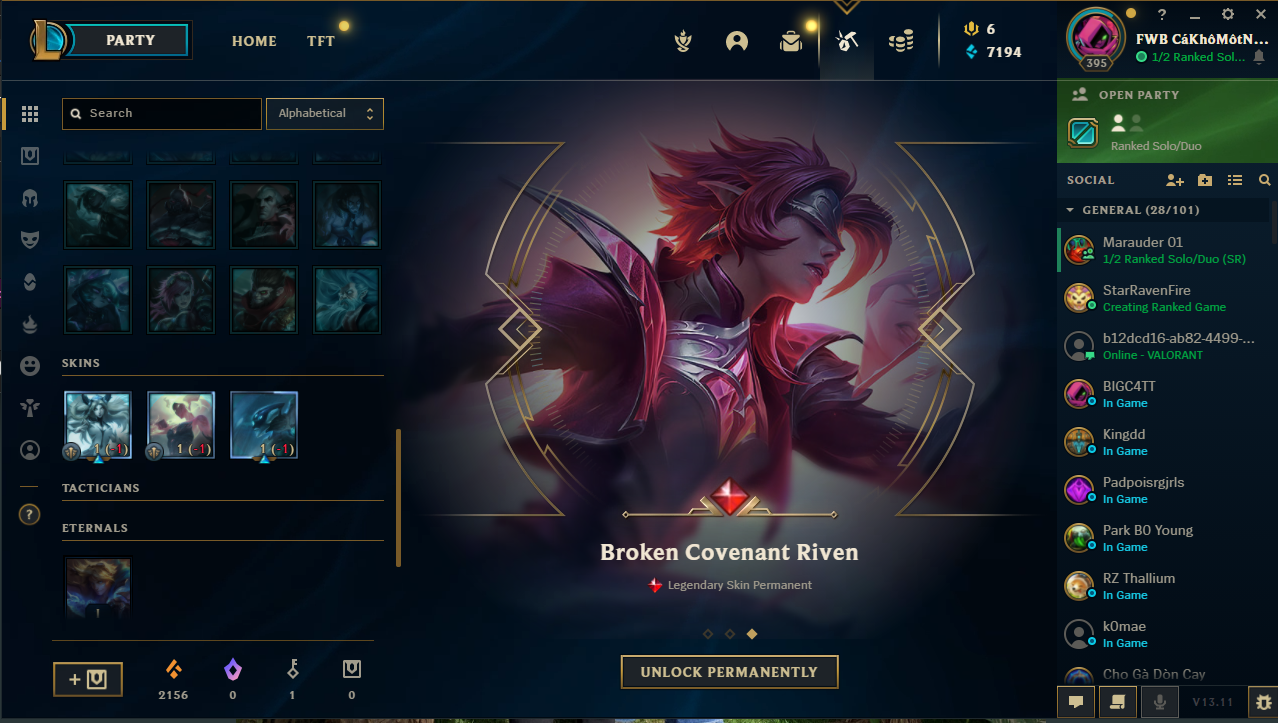 PARTY
HOME
TFT
6
7194
?
395
FWB CáKhôMôtN...
1/2 Ranked Sol...
OPEN PARTY
Ranked Solo/Duo
SOCIAL
GENERAL (28/101)
Marauder 01
1/2 Ranked Solo/Duo (SR)
StarRavenFire
Creating Ranked Game
b12dcd16-ab82-4499-...
Online - VALORANT
BIGC4TT
In Game
Kingdd
In Game
Padpoisrgjrls
In Game
Park B0 Young
In Game
RZ Thallium
In Game
k0mae
In Game
Cho Gà Dòn Cay
V13.11
Search
Alphabetical
SKINS
1 (-1)
1 (-1)
1 (-1)
TACTICIANS
ETERNALS
1
?
2156
0
1
0
Broken Covenant Riven
Legendary Skin Permanent
UNLOCK PERMANENTLY